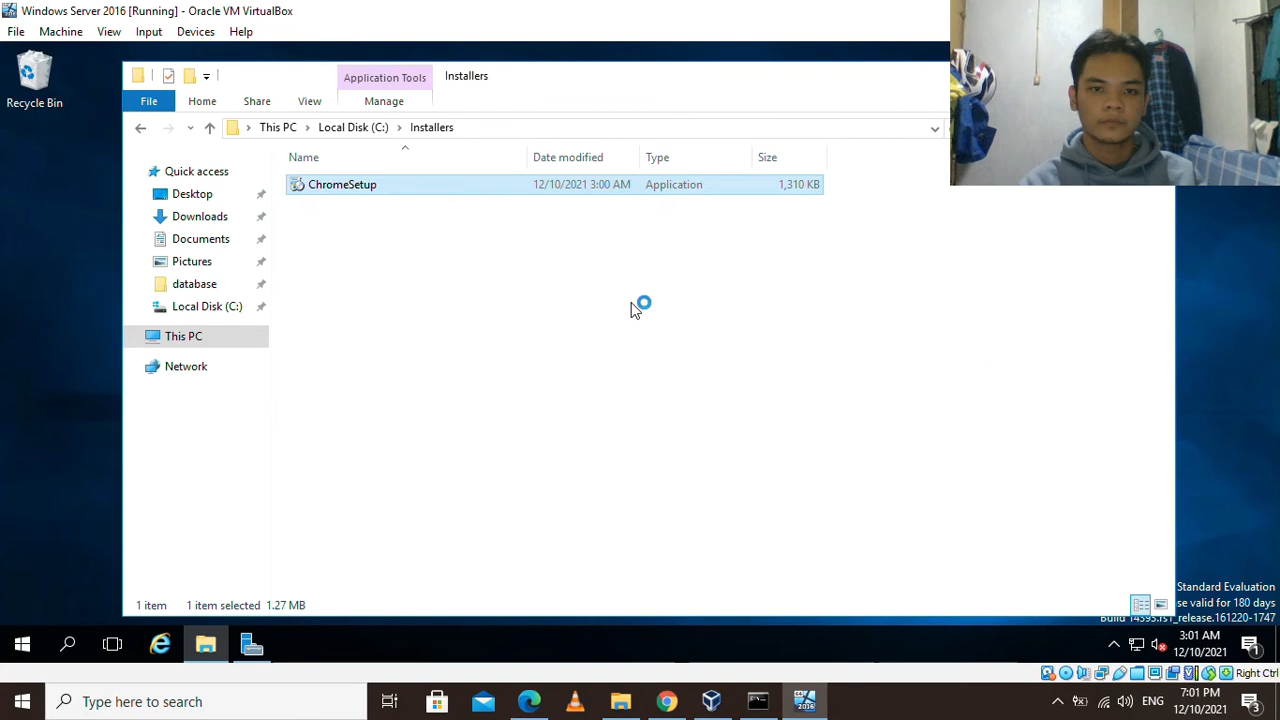 Windows Server 2016 [Running] - Oracle VM VirtualBox
File Machine View Input Devices Help
Recycle Bin
Application Tools Installers
File Home Share View Manage
This PC Local Disk (C:) Installers
Name Date modified Type Size
ChromeSetup 12/10/2021 3:00 AM Application 1,310 KB
Quick access
Desktop
Downloads
Documents
Pictures
database
Local Disk (C:)
This PC
Network
1 item 1 item selected 1.27 MB
Standard Evaluation
se valid for 180 days
Build 14393.rs1_release.161220-1747
3:01 AM
12/10/2021
1
Right Ctrl
Type here to search
2016
ENG
7:01 PM
12/10/2021
3